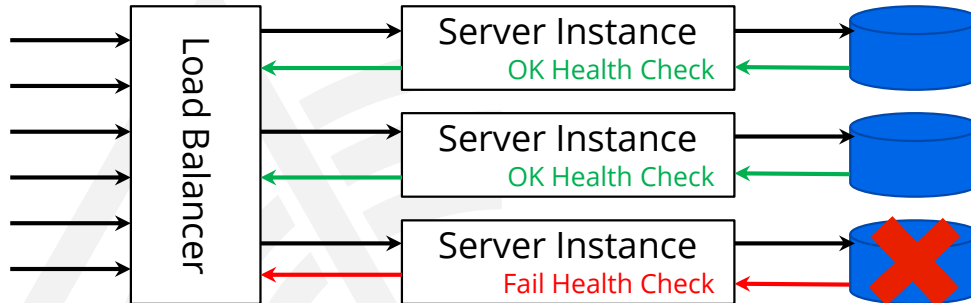 Load Balancer
Server Instance
OK Health Check
Server Instance
OK Health Check
Server Instance
Fail Health Check